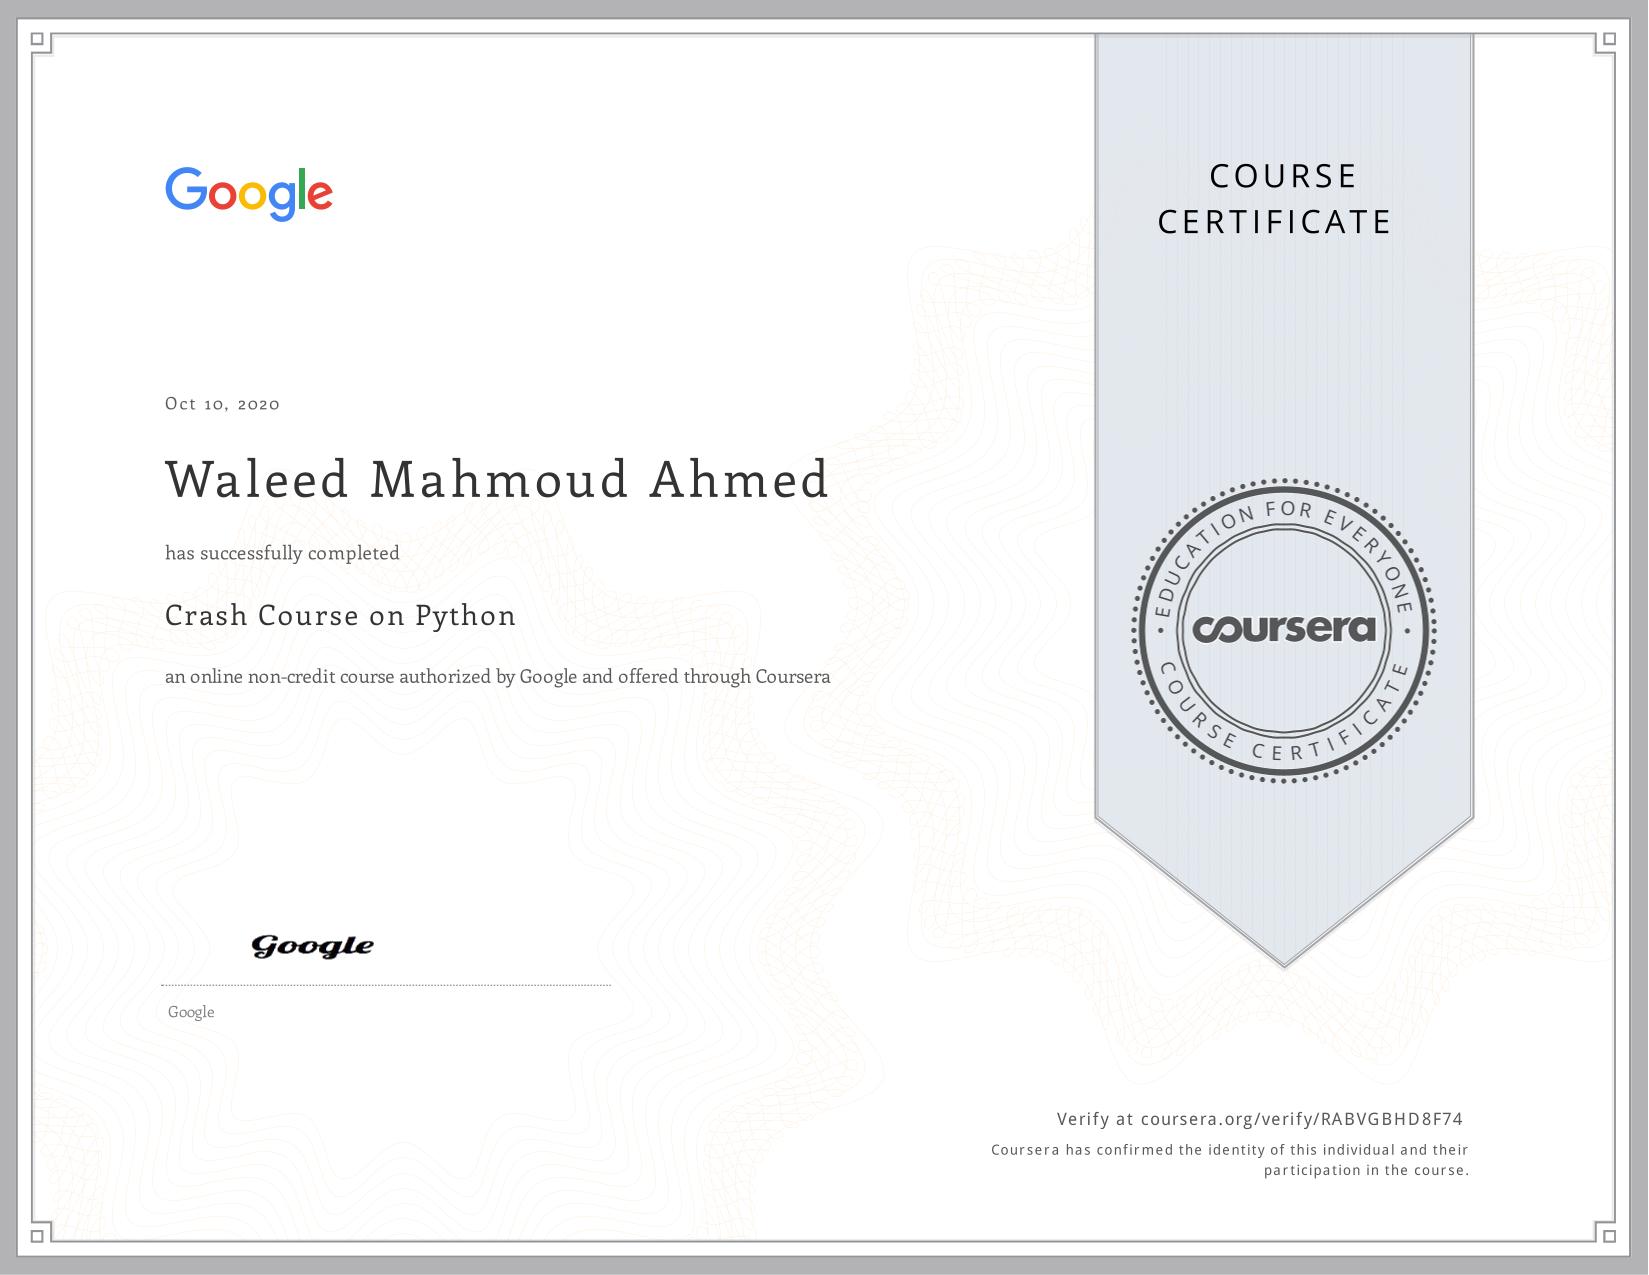 Google
COURSE
CERTIFICATE
Oct 10, 2020
Waleed Mahmoud Ahmed
has successfully completed
Crash Course on Python
an online non-credit course authorized by Google and offered through Coursera
EDUCATION FOR EVERYONE
coursera
COURSE CERTIFICATE
Google
Google
Verify at coursera.org/verify/RABVGBHD8F74
Coursera has confirmed the identity of this individual and their
participation in the course.